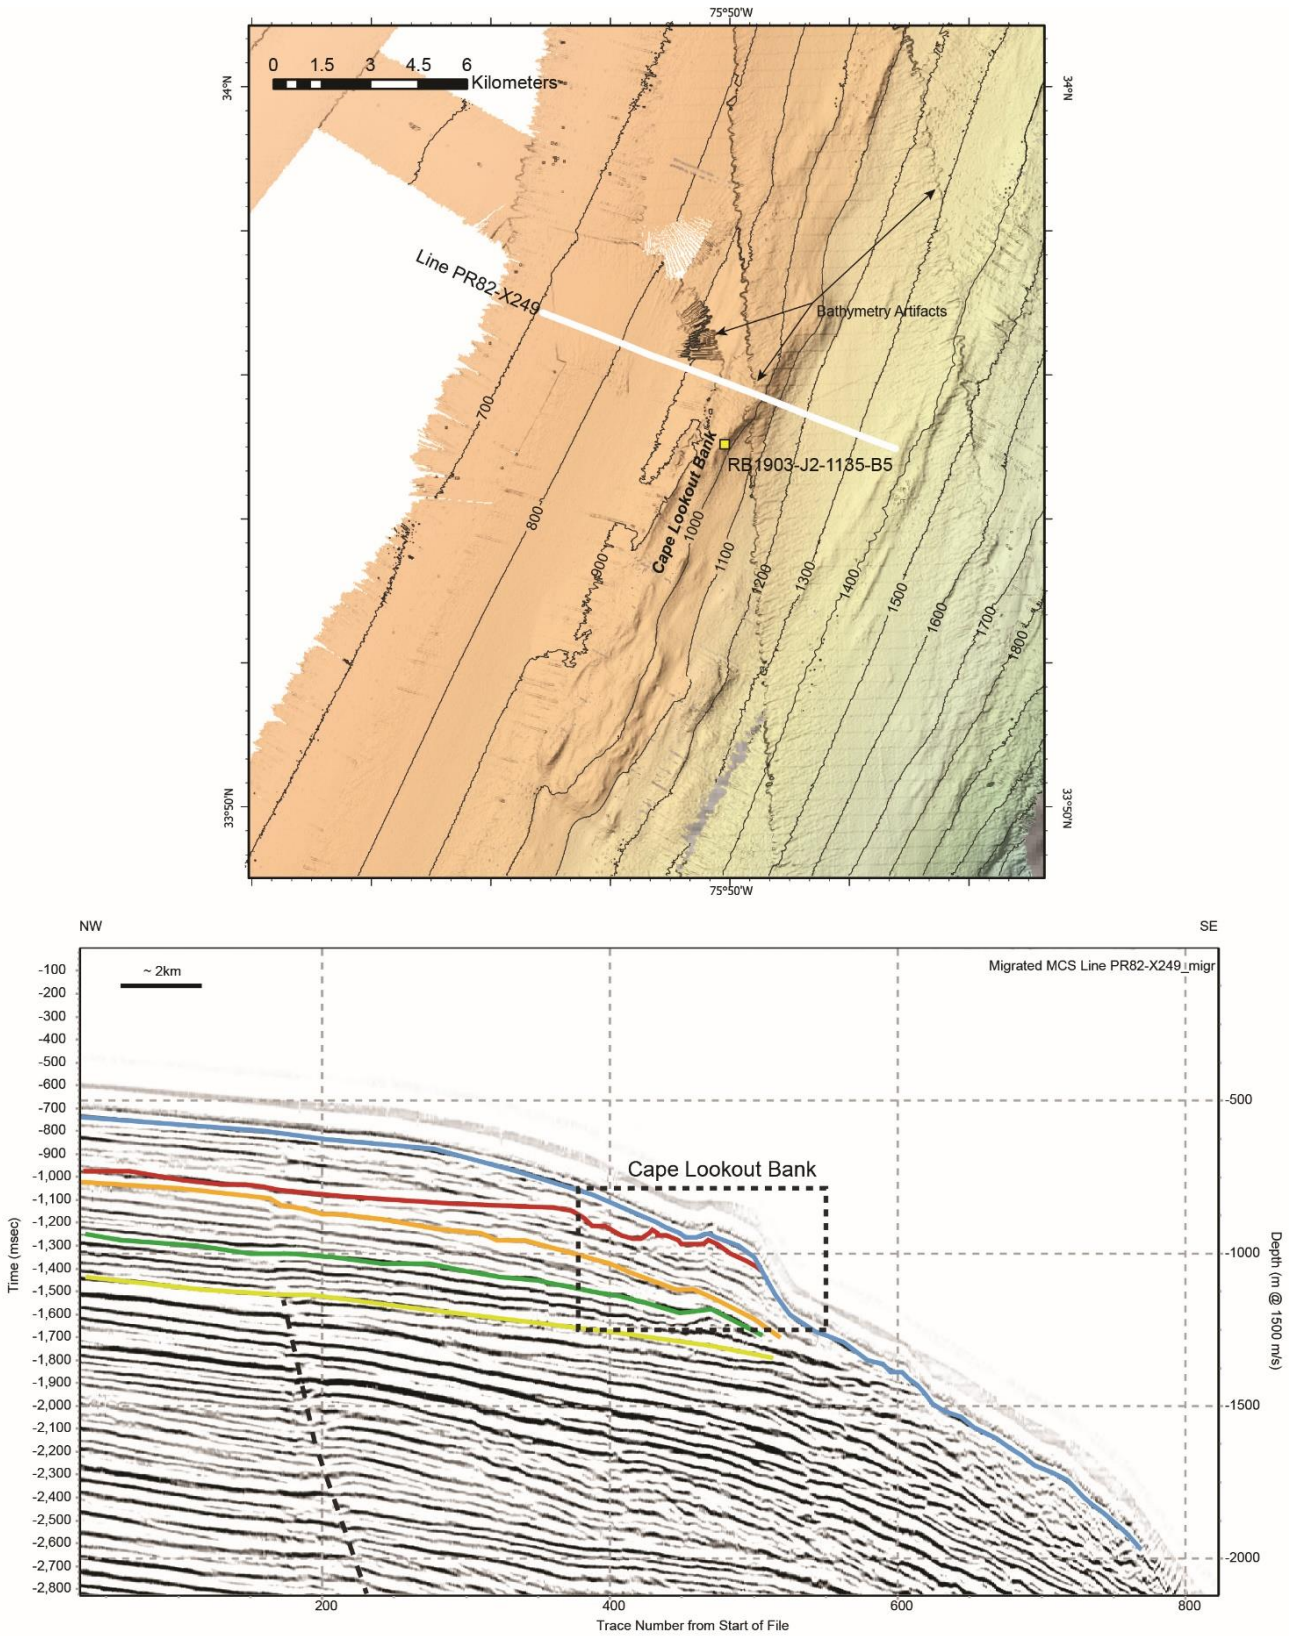 75°50'W
0 1.5 3 4.5 6
Kilometers
34°N
34°N
Line PR82-X249
Bathymetry Artifacts
700
800
900
Cape Lookout Bank
RB1903-J2-1135-B5
1000
1100
1200
1300
1400
1500
1600
1700
1800
33°50'N
33°50'N
75°50'W
NW
SE
~ 2km
Migrated MCS Line PR82-X249_migr
-100
-200
-300
-400
-500
-600
-700
-800
-900
-1,000
-1,100
-1,200
-1,300
-1,400
-1,500
-1,600
-1,700
-1,800
-1,900
-2,000
-2,100
-2,200
-2,300
-2,400
-2,500
-2,600
-2,700
-2,800
Time (msec)
Cape Lookout Bank
-500
-1000
-1500
-2000
Depth (m @ 1500 m/s)
200 400 600 800
Trace Number from Start of File